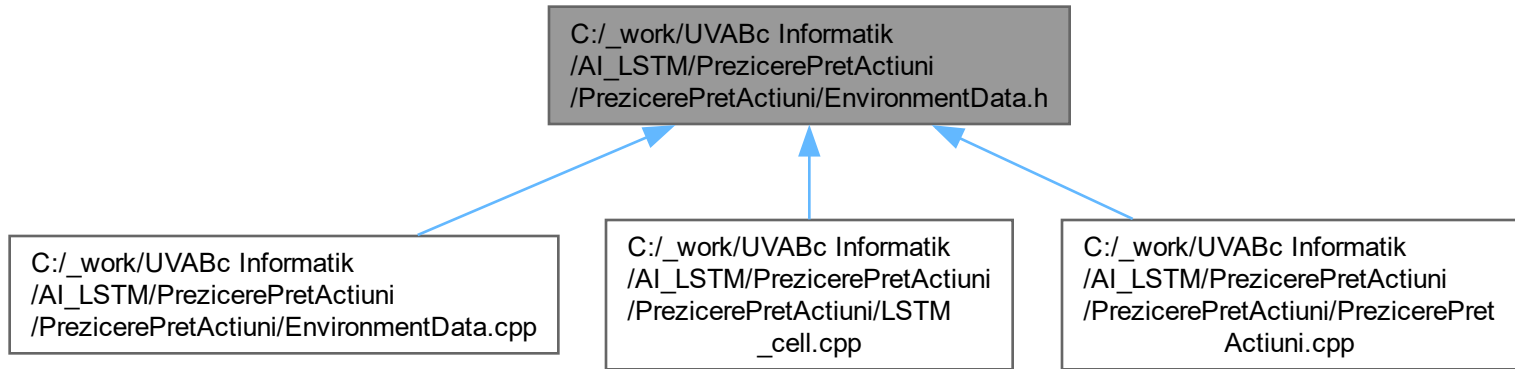 C:/_work/UVABc Informatik
/AI_LSTM/PrezicerePretActiuni
/PrezicerePretActiuni/EnvironmentData.h
C:/_work/UVABc Informatik
/AI_LSTM/PrezicerePretActiuni
/PrezicerePretActiuni/EnvironmentData.cpp
C:/_work/UVABc Informatik
/AI_LSTM/PrezicerePretActiuni
/PrezicerePretActiuni/LSTM
_cell.cpp
C:/_work/UVABc Informatik
/AI_LSTM/PrezicerePretActiuni
/PrezicerePretActiuni/PrezicerePret
Actiuni.cpp